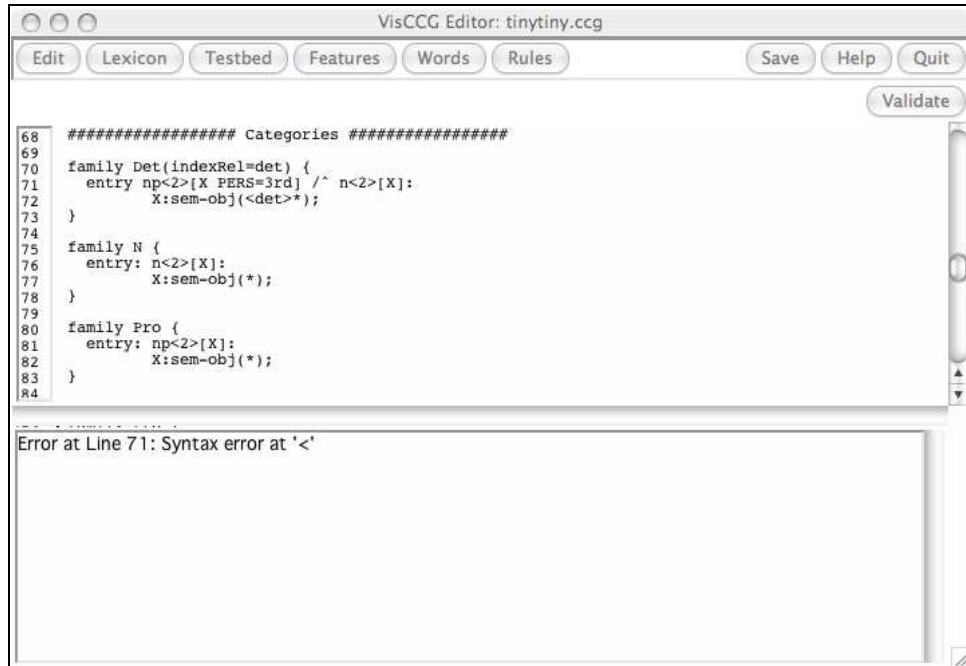 VisCCG Editor: tinytiny.ccg
Edit Lexicon Testbed Features Words Rules Save Help Quit
Validate
68 ################## Categories #################
69
70 family Det(indexRel=det) {
71 entry np<2>[X PERS=3rd] /^ n<2>[X]:
72 X:sem-obj(<det>*);
73 }
74
75 family N {
76 entry: n<2>[X]:
77 X:sem-obj(*);
78 }
79
80 family Pro {
81 entry: np<2>[X]:
82 X:sem-obj(*);
83 }
84
Error at Line 71: Syntax error at '<'